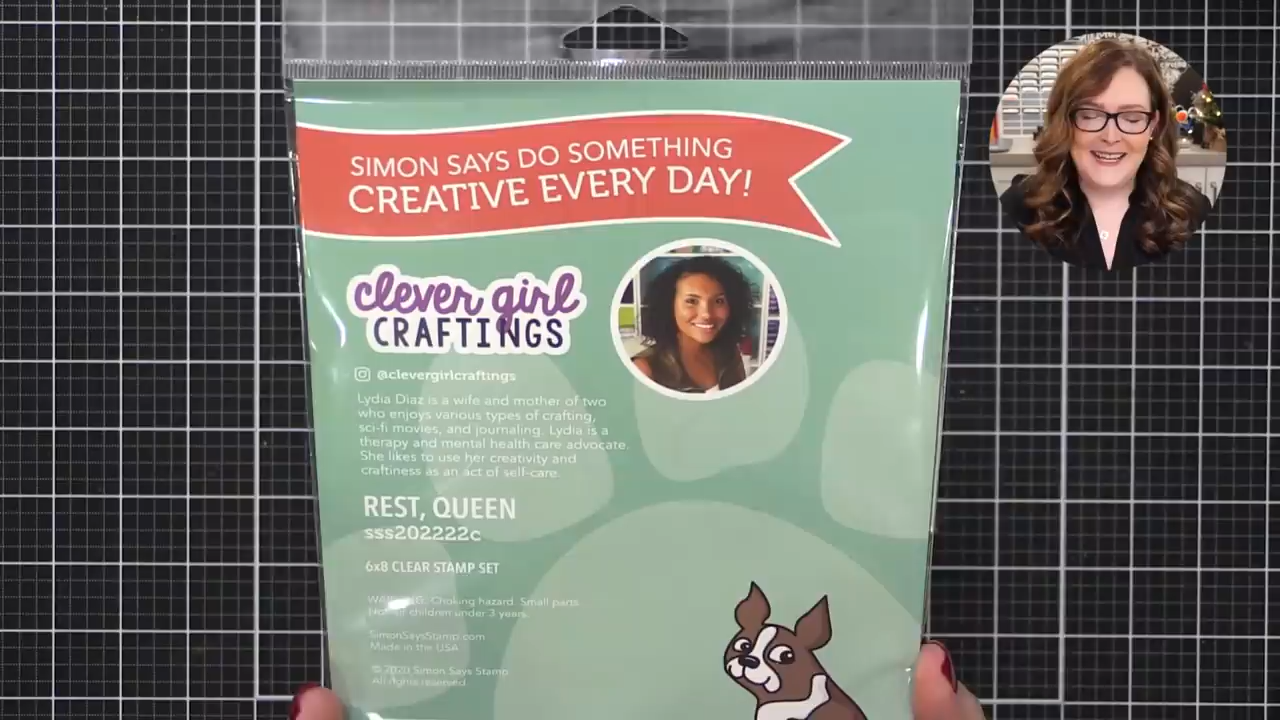 SIMON SAYS DO SOMETHING
CREATIVE EVERY DAY!
clever girl
CRAFTINGS
@clevergirlcraftings
Lydia Diaz is a wife and mother of two
who enjoys various types of crafting,
sci-fi movies, and journaling. Lydia is a
therapy and mental health care advocate.
She likes to use her creativity and
craftiness as an act of self-care.
REST, QUEEN
sss202222c
6x8 CLEAR STAMP SET
WARNING: Choking hazard. Small parts.
Not for children under 3 years.
SimonSaysStamp.com
Made in the USA
© 2020 Simon Says Stamp
All rights reserved